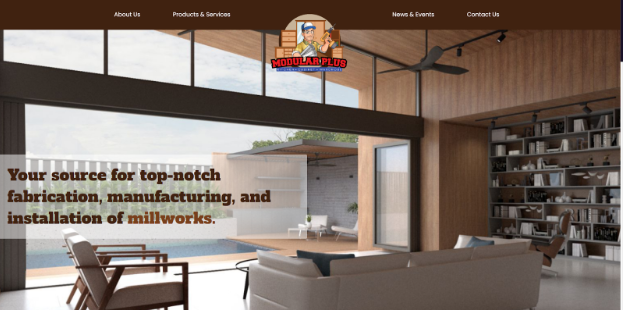 About Us
Products & Services
News & Events
Contact Us
MODULAR PLUS
Your source for top-notch
fabrication, manufacturing, and
installation of millworks.